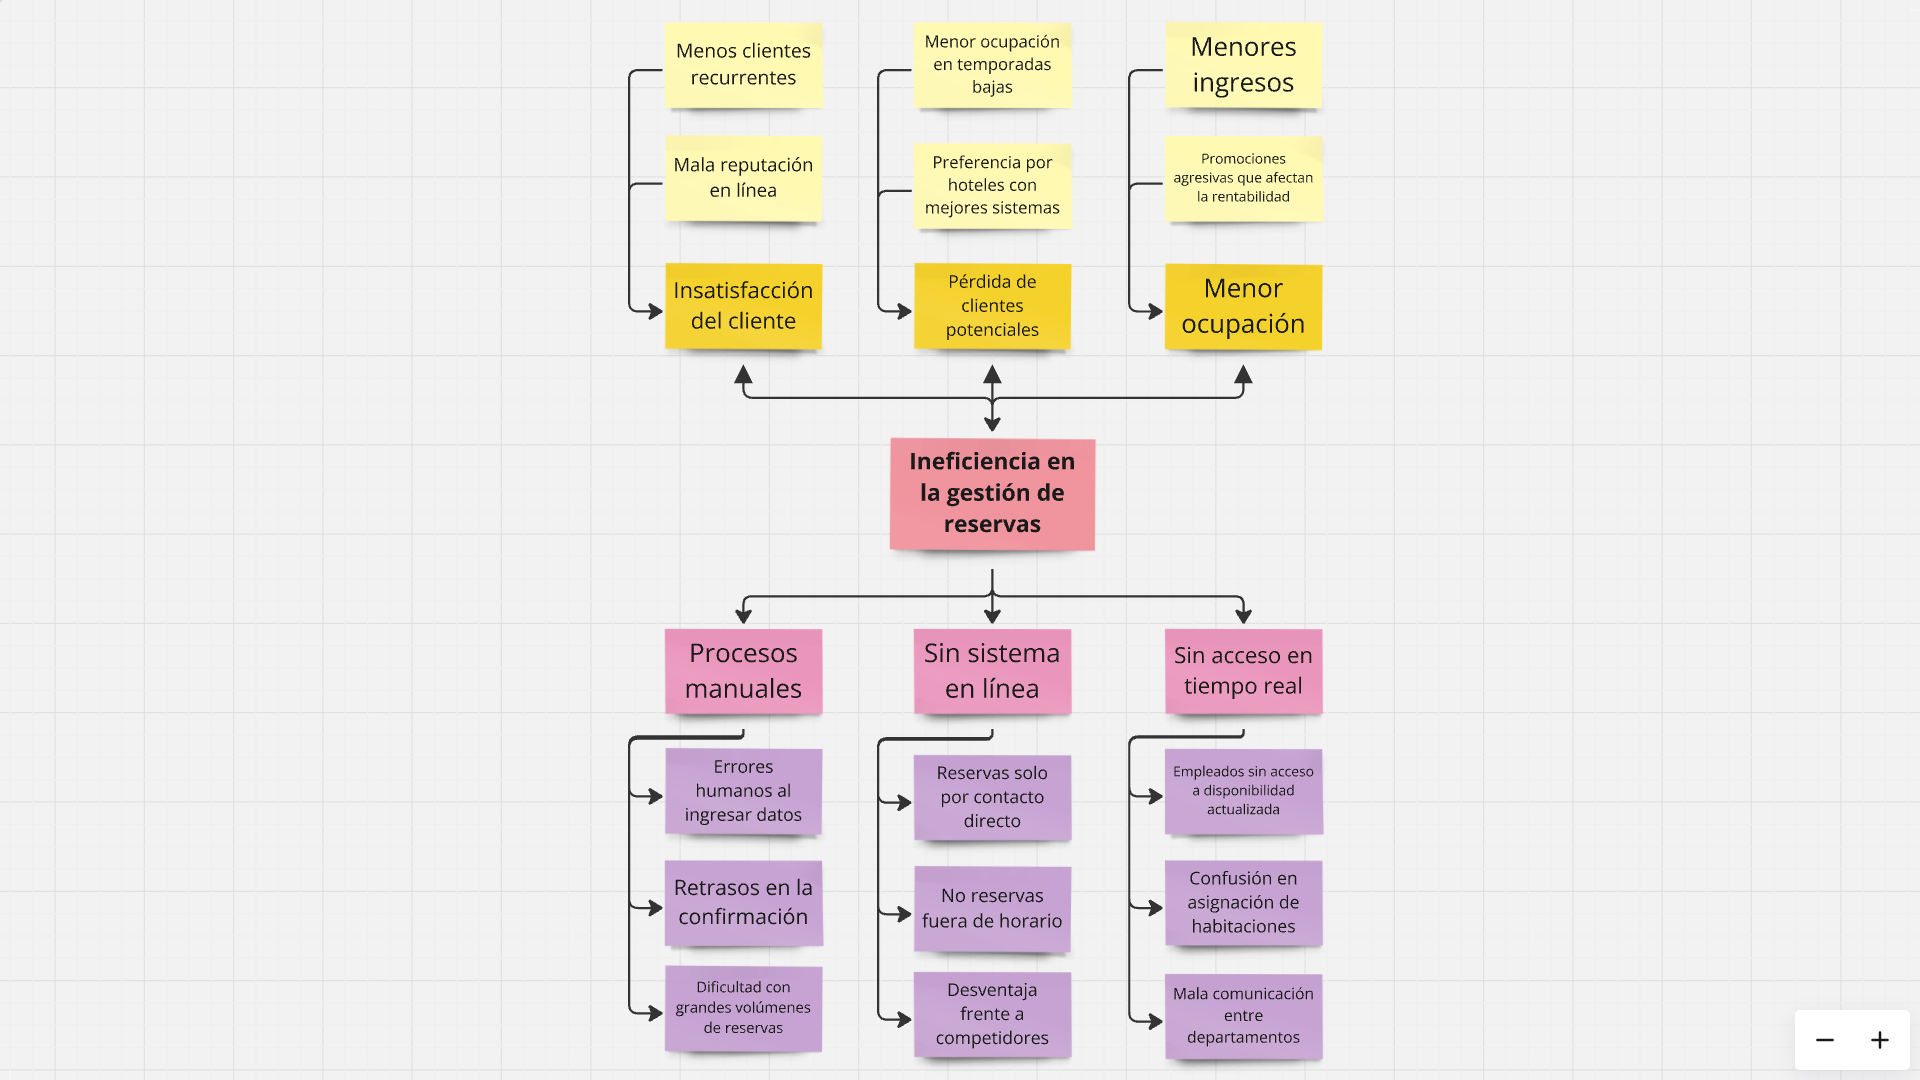 Menos clientes
recurrentes
Menor ocupación
en temporadas
bajas
Menores
ingresos
Mala reputación
en línea
Preferencia por
hoteles con
mejores sistemas
Promociones
agresivas que afectan
la rentabilidad
Insatisfacción
del cliente
Pérdida de
clientes
potenciales
Menor
ocupación
Ineficiencia en
la gestión de
reservas
Procesos
manuales
Sin sistema
en línea
Sin acceso en
tiempo real
Errores
humanos al
ingresar datos
Reservas solo
por contacto
directo
Empleados sin acceso
a disponibilidad
actualizada
Retrasos en la
confirmación
No reservas
fuera de horario
Confusión en
asignación de
habitaciones
Dificultad con
grandes volúmenes
de reservas
Desventaja
frente a
competidores
Mala comunicación
entre
departamentos